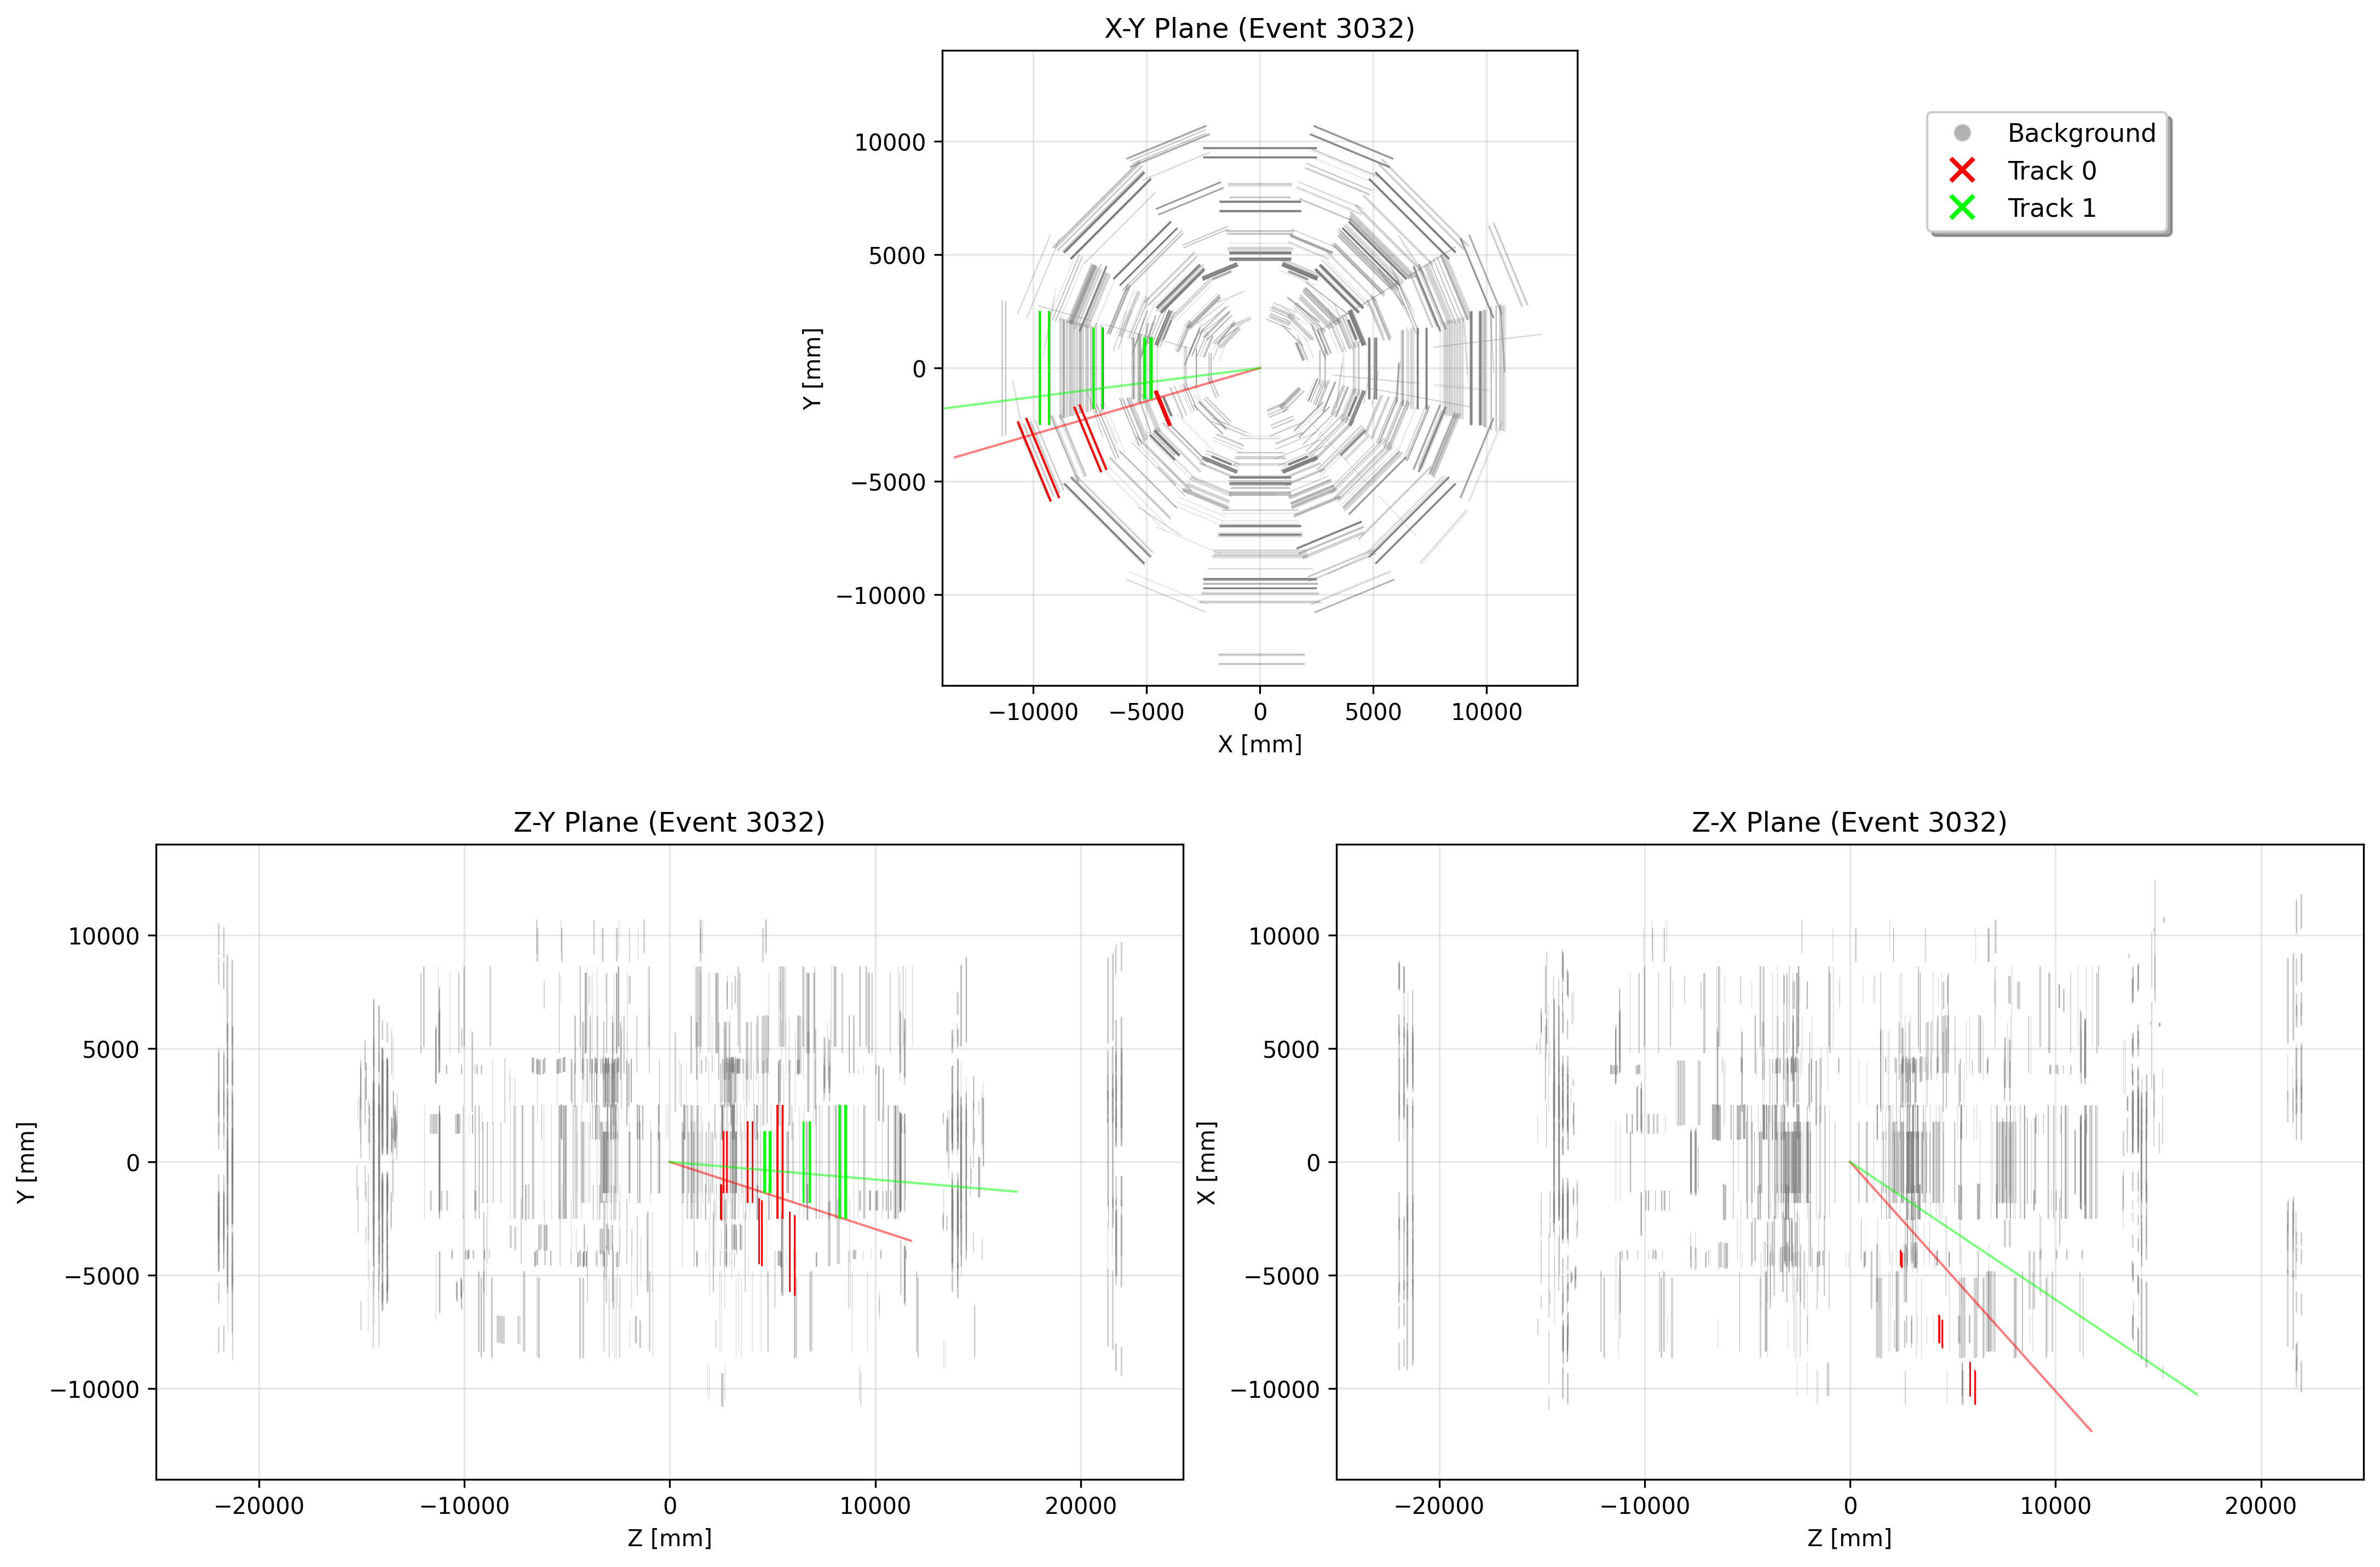 X-Y Plane (Event 3032)
Background
Track 0
Track 1
10000
5000
0
−5000
−10000
Y [mm]
−10000 −5000 0 5000 10000
X [mm]
Z-Y Plane (Event 3032)
10000
5000
0
−5000
−10000
Y [mm]
−20000 −10000 0 10000 20000
Z [mm]
Z-X Plane (Event 3032)
10000
5000
0
−5000
−10000
X [mm]
−20000 −10000 0 10000 20000
Z [mm]